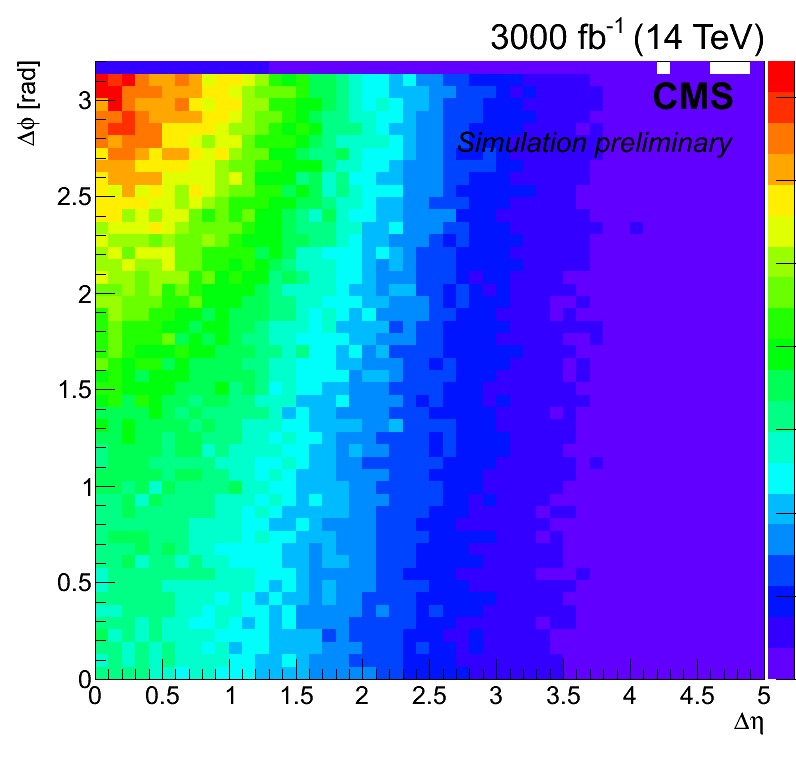 3000 fb⁻¹ (14 TeV)
CMS
Simulation preliminary
Δϕ [rad]
3
2.5
2
1.5
1
0.5
0
0 0.5 1 1.5 2 2.5 3 3.5 4 4.5 5
Δη